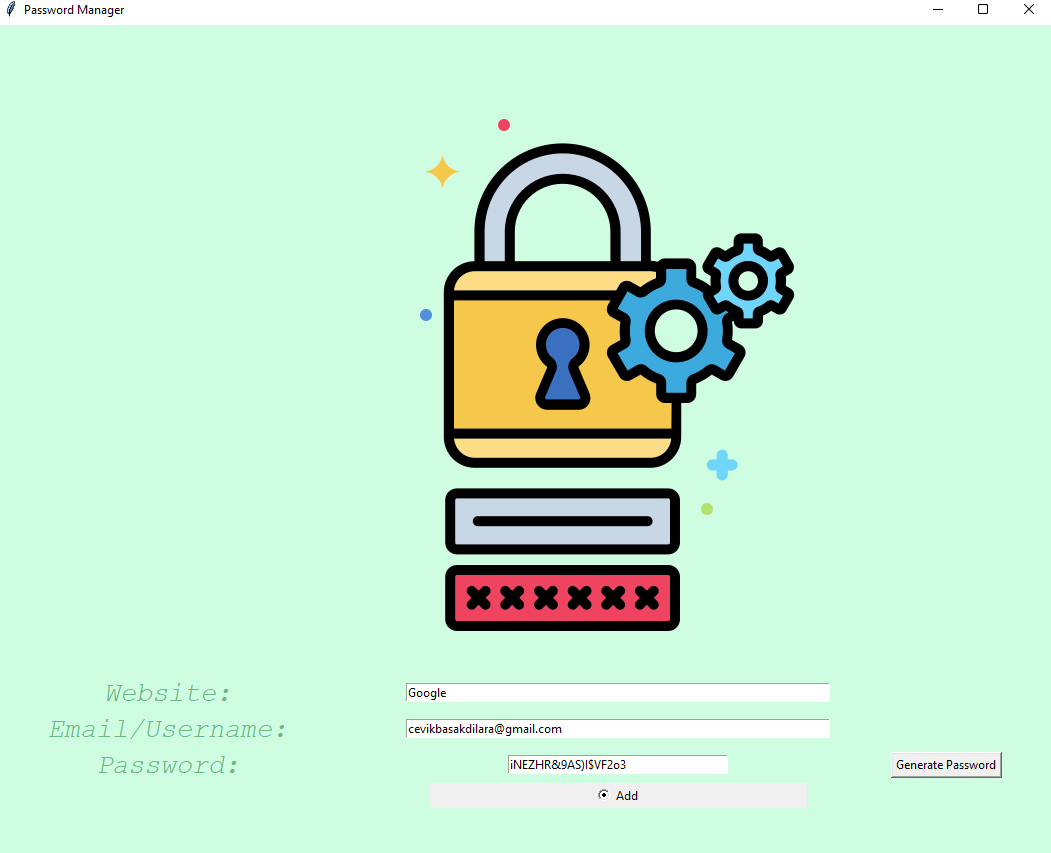 Password Manager
Website:
Google
Email/Username:
cevikbasakdilara@gmail.com
Password:
iNEZHR&9AS)I$VF2o3
Generate Password
Add